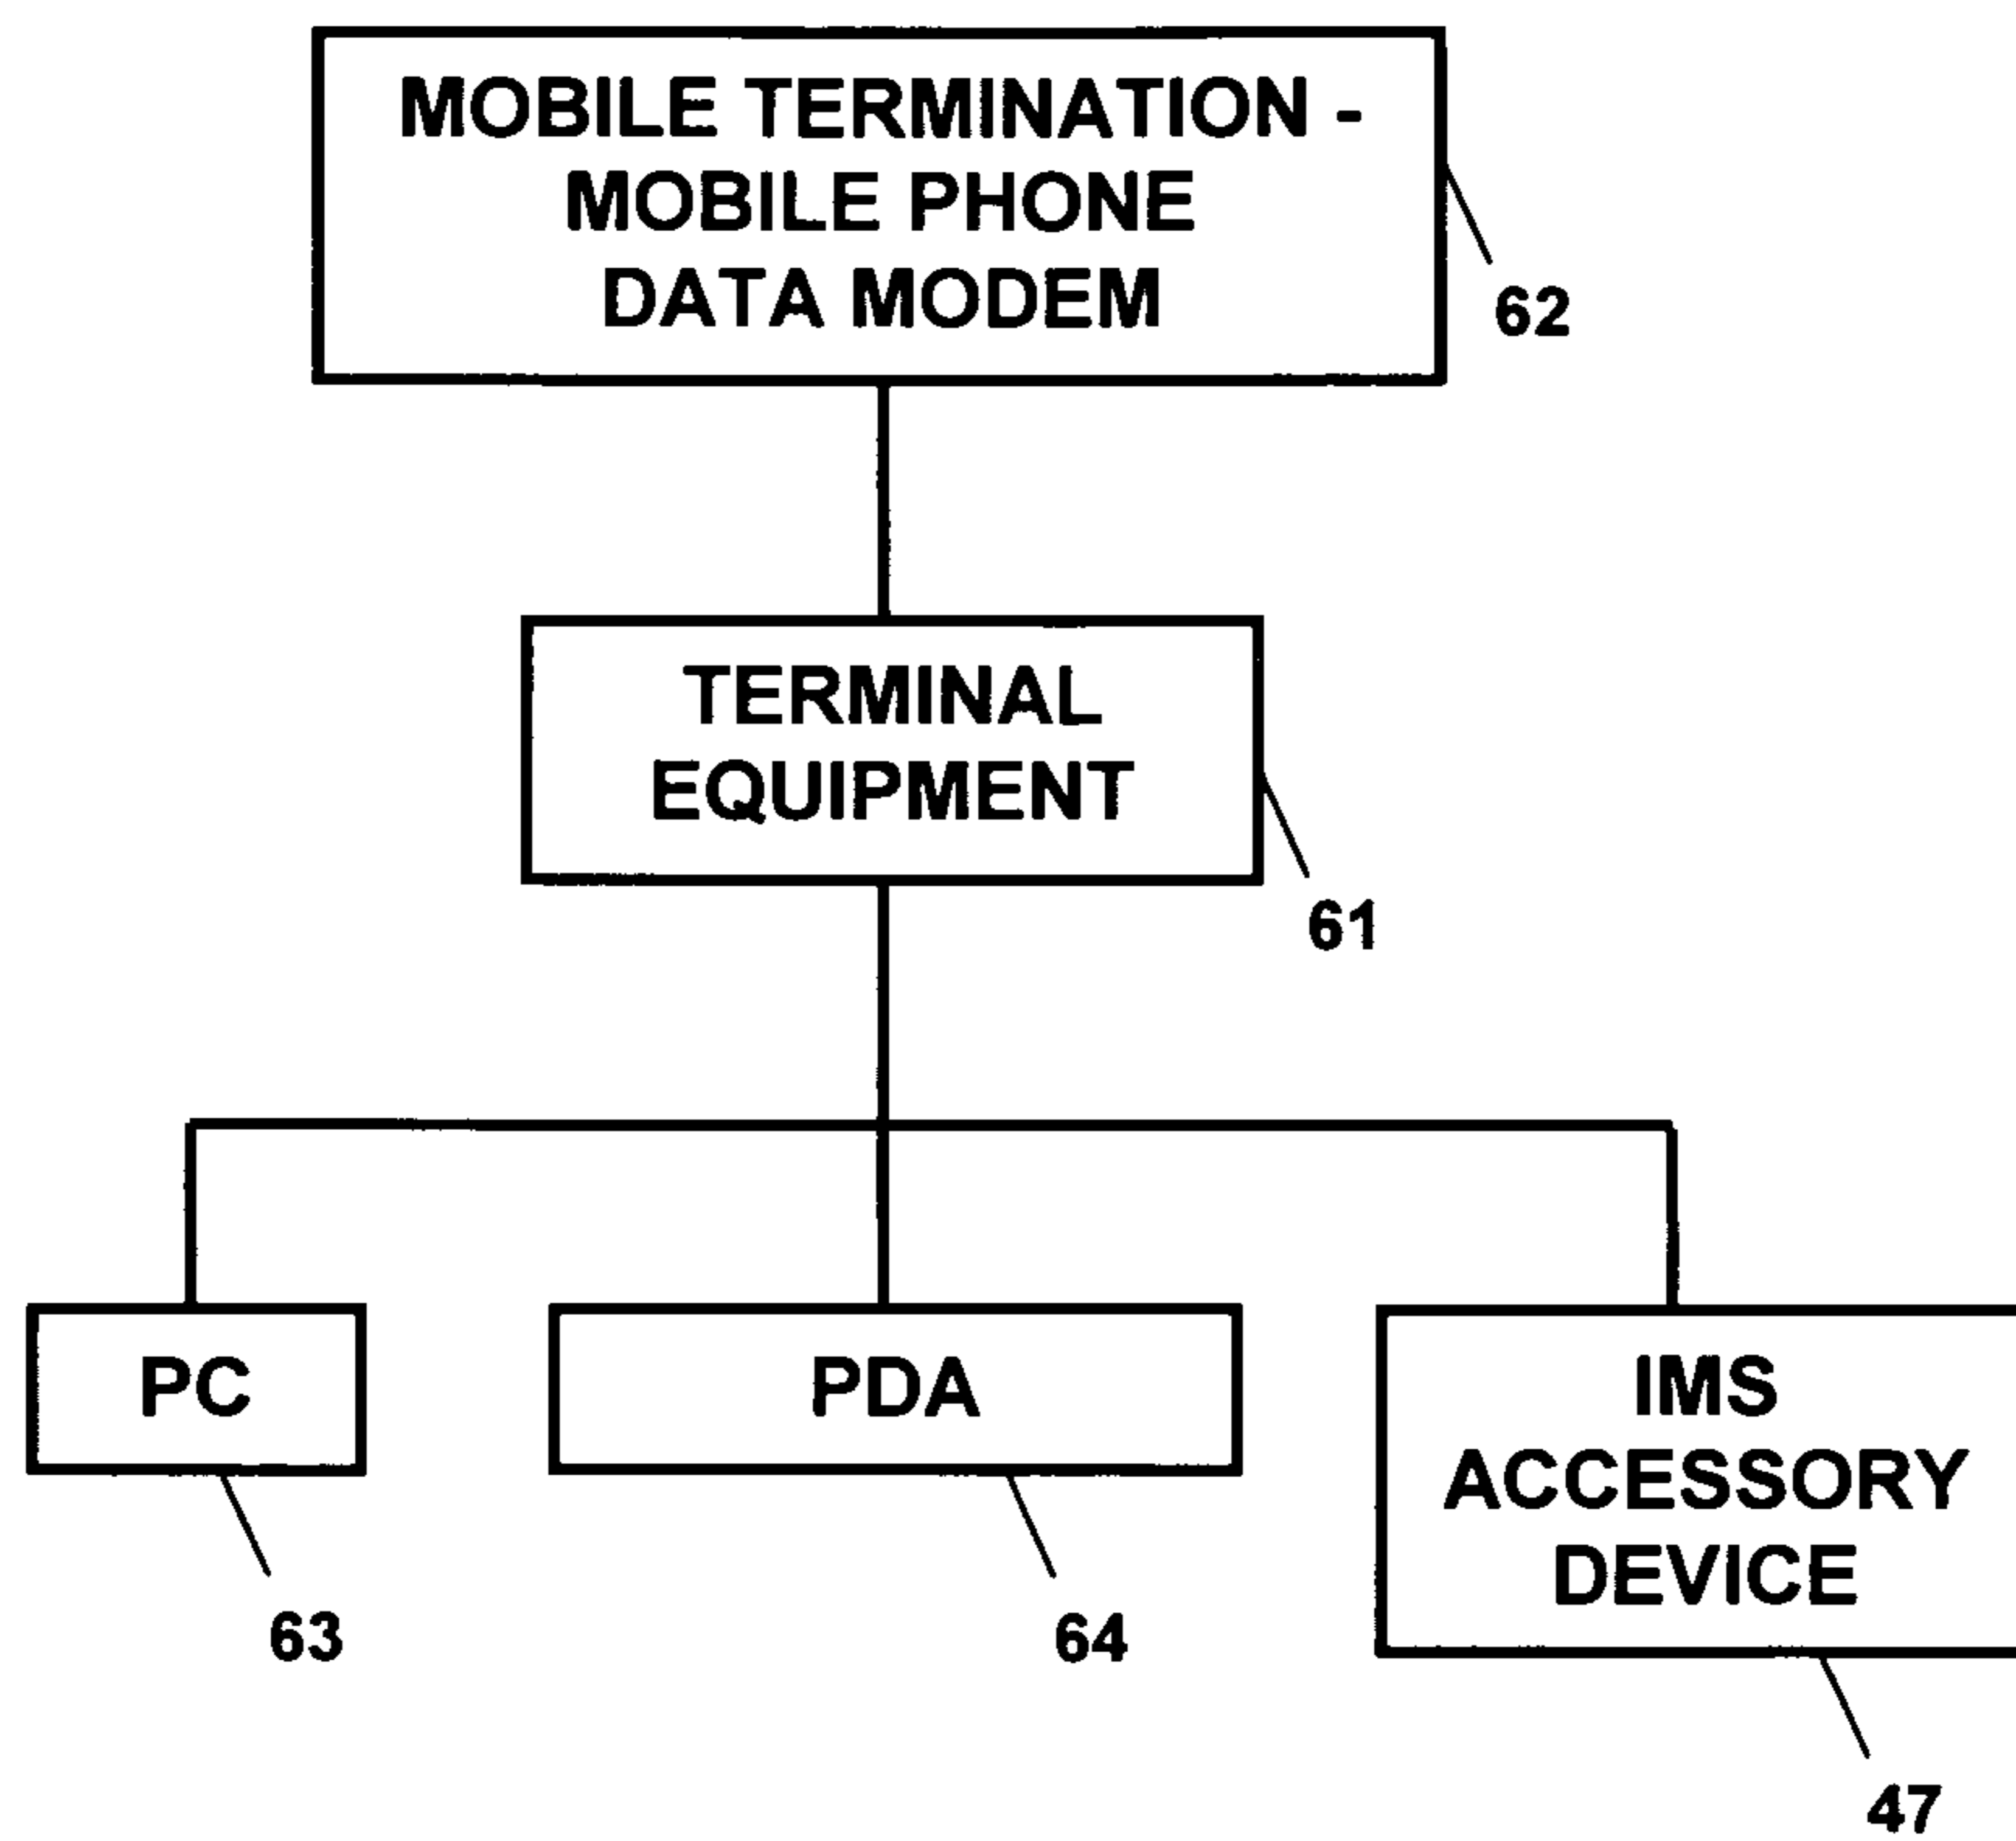 MOBILE TERMINATION -
MOBILE PHONE
DATA MODEM
62
TERMINAL
EQUIPMENT
61
PC
63
PDA
64
IMS
ACCESSORY
DEVICE
47